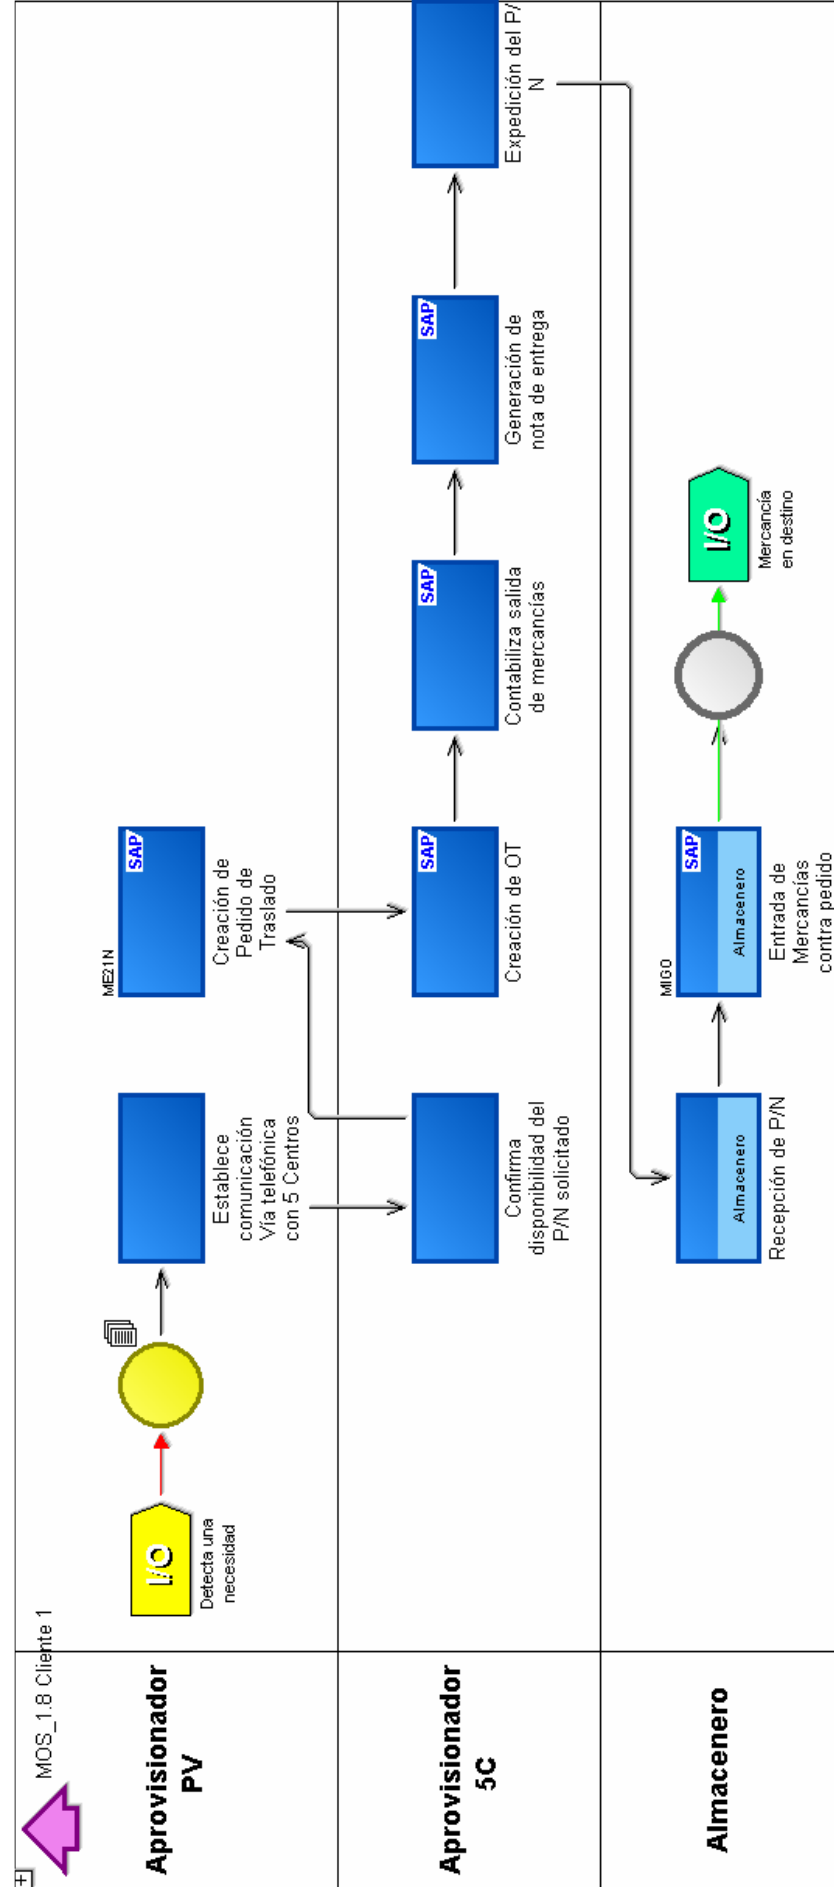 MOS_1.8 Cliente 1
Aprovisionador
PV
I/O
Detecta una
necesidad
Establece
comunicación
Vía telefónica
con 5 Centros
ME21N
SAP
Creación de
Pedido de
Traslado
Aprovisionador
5C
Confirma
disponibilidad del
P/N solicitado
SAP
Creación de OT
SAP
Contabiliza salida
de mercancías
SAP
Generación de
nota de entrega
Expedición del P/
N
Almacenero
Almacenero
Recepción de P/N
MIGO
SAP
Almacenero
Entrada de
Mercancías
contra pedido
I/O
Mercancía
en destino